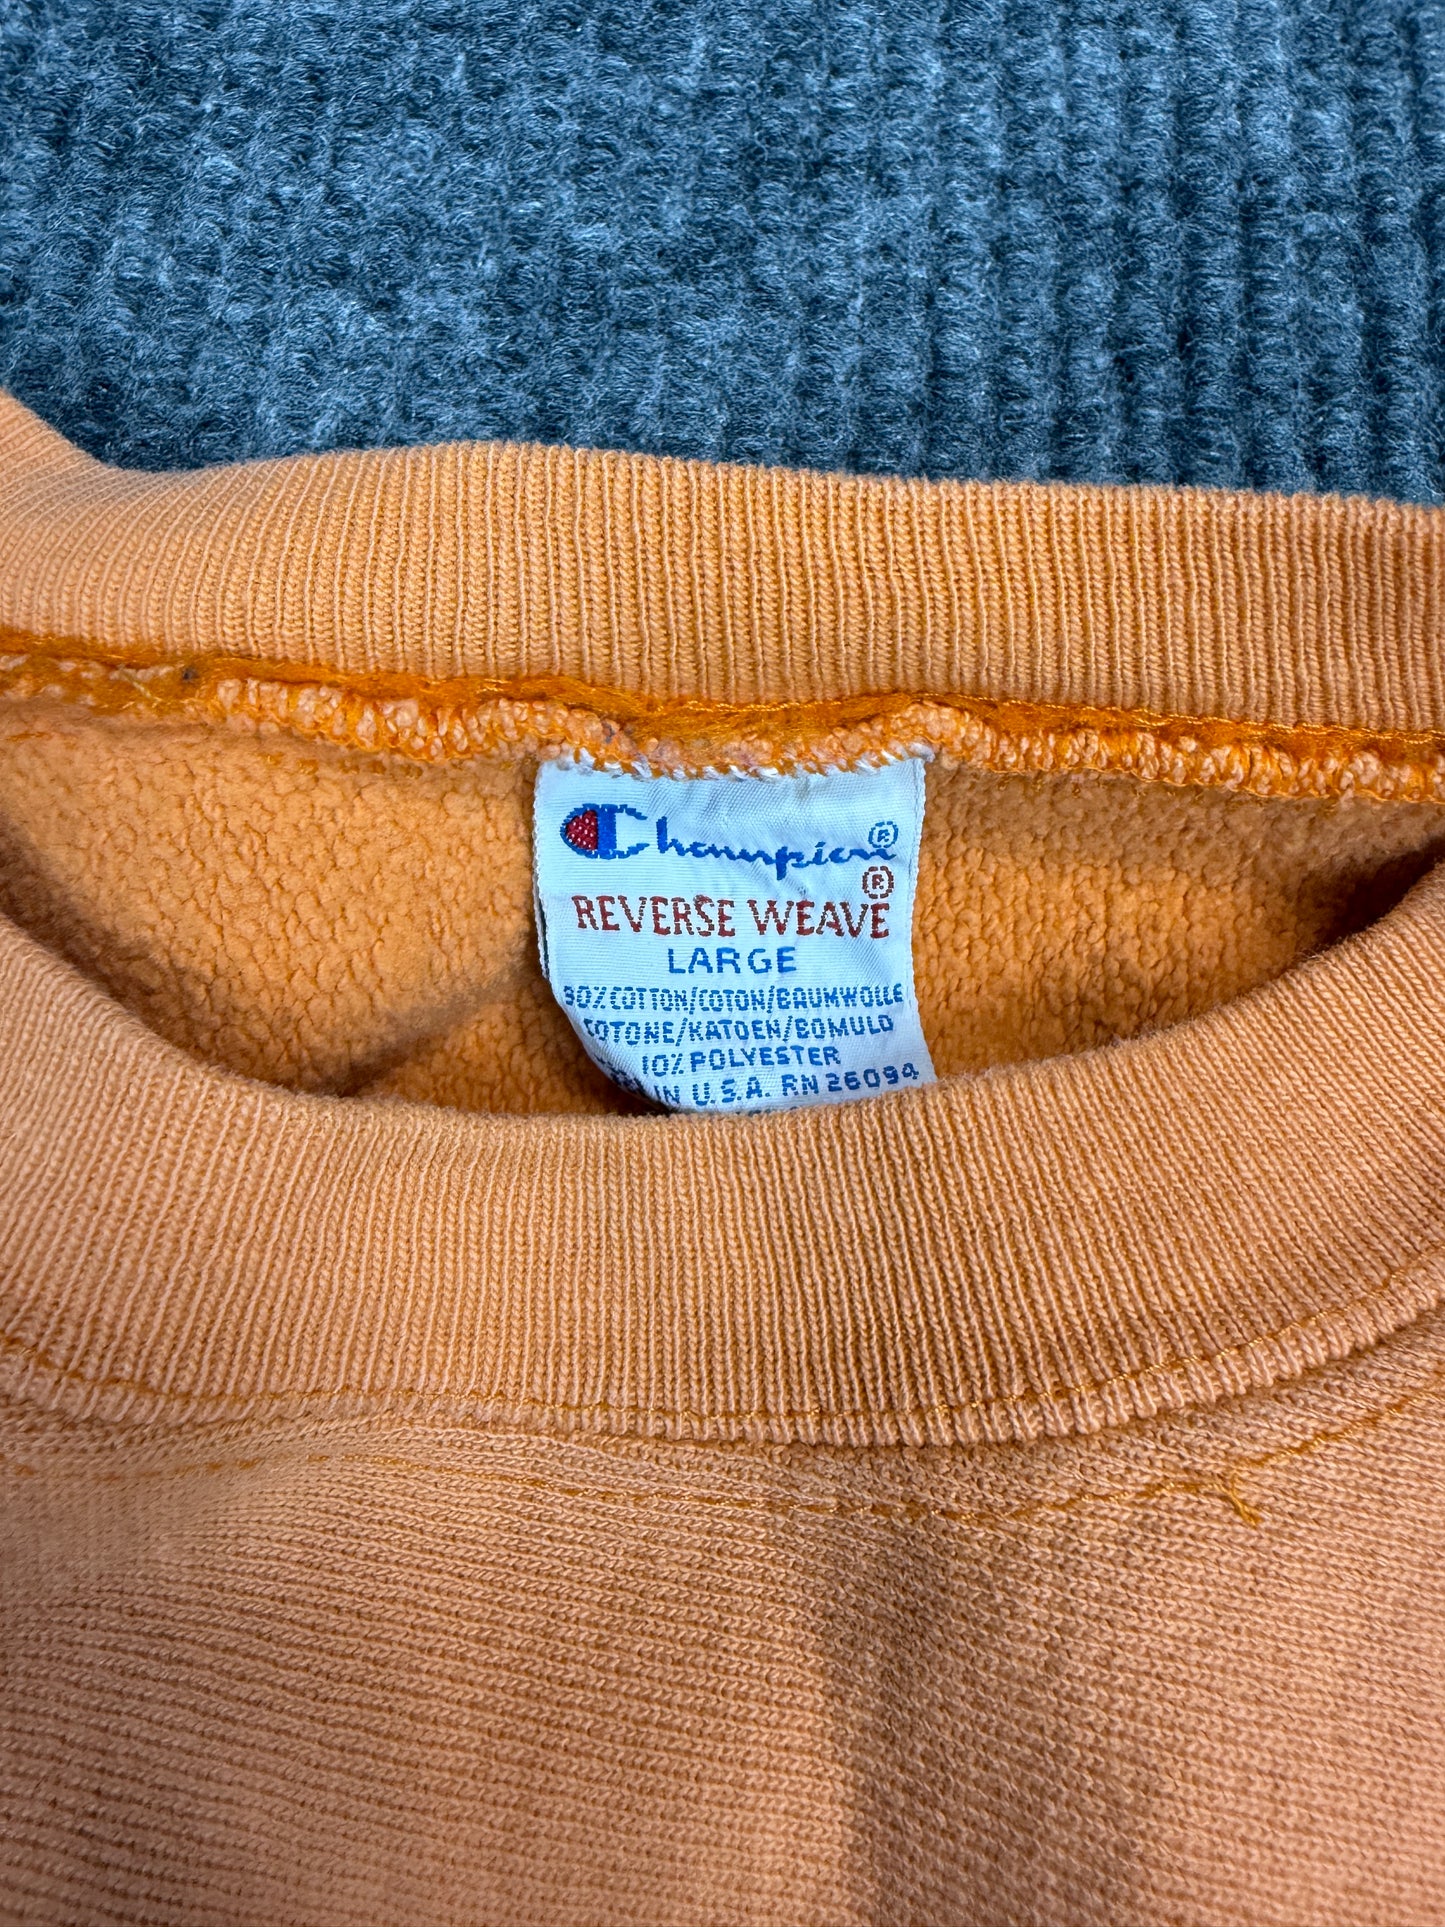 Champion®
REVERSE WEAVE®
LARGE
90% COTTON/COTON/BAUMWOLLE
COTONE/KATOEN/BOMULD
10% POLYESTER
IN U.S.A. RN 26094